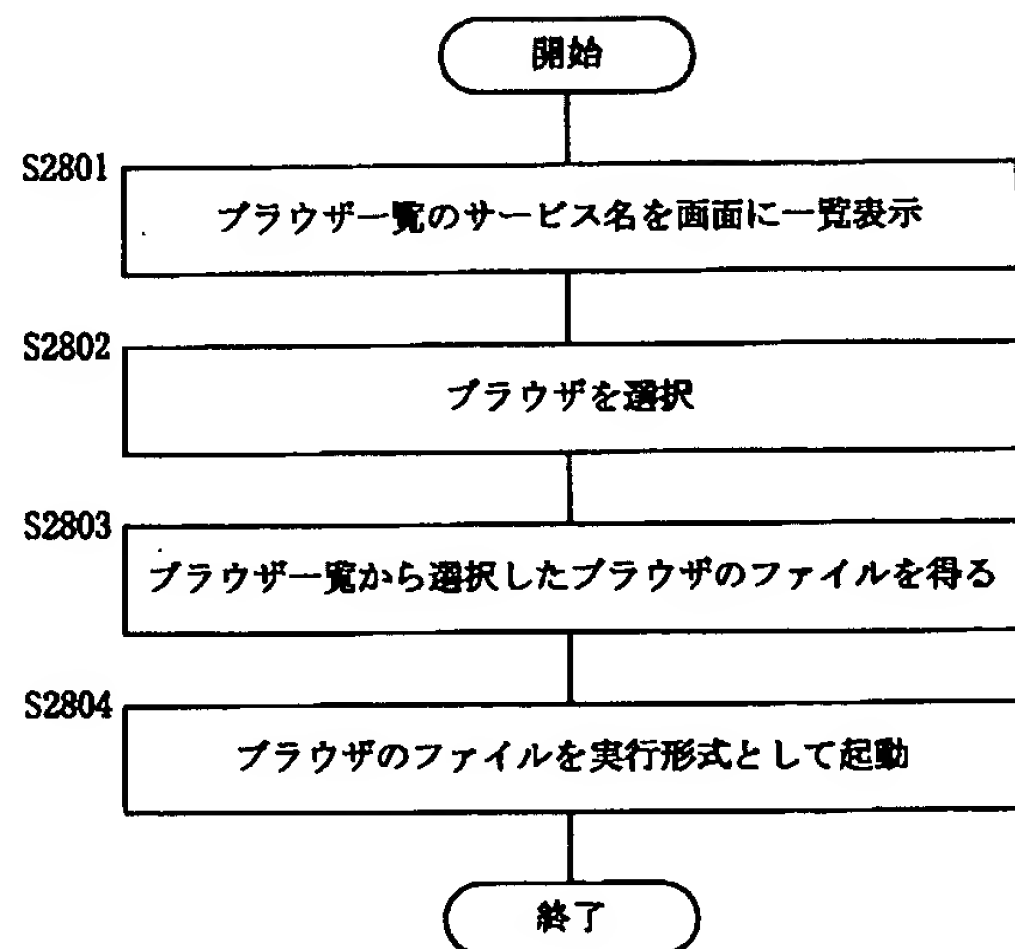 開始
S2801
ブラウザ一覧のサービス名を画面に一覧表示
S2802
ブラウザを選択
S2803
ブラウザ一覧から選択したブラウザのファイルを得る
S2804
ブラウザのファイルを実行形式として起動
終了